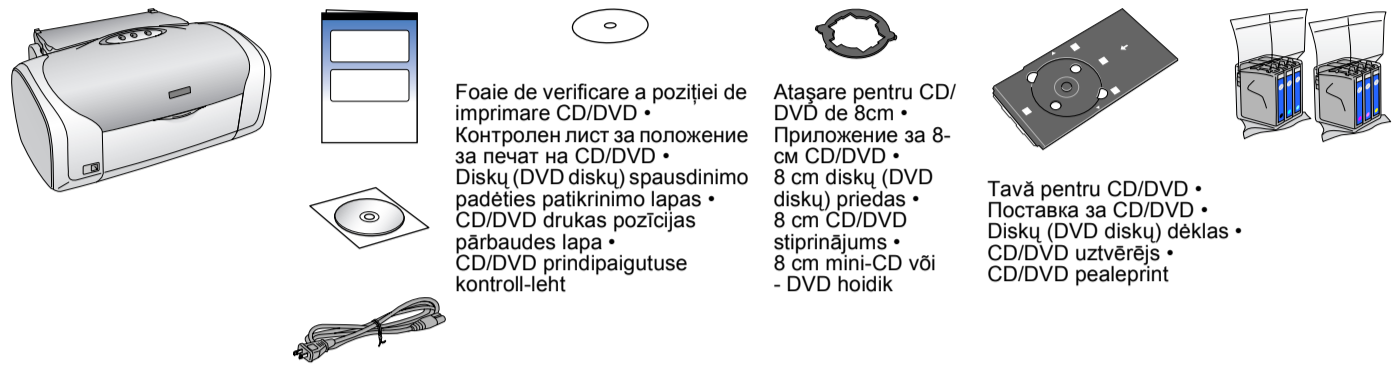 Foaie de verificare a poziției de
imprimare CD/DVD •
Контролен лист за положение
за печат на CD/DVD •
Diskų (DVD diskų) spausdinimo
padėties patikrinimo lapas •
CD/DVD drukas pozīcijas
pārbaudes lapa •
CD/DVD prindipaigutuse
kontroll-leht
Ataşare pentru CD/
DVD de 8cm •
Приложение за 8-
см CD/DVD •
8 cm diskų (DVD
diskų) priedas •
8 cm CD/DVD
stiprinājums •
8 cm mini-CD või
- DVD hoidik
Tavă pentru CD/DVD •
Поставка за CD/DVD •
Diskų (DVD diskų) dėklas •
CD/DVD uztvērējs •
CD/DVD pealeprint